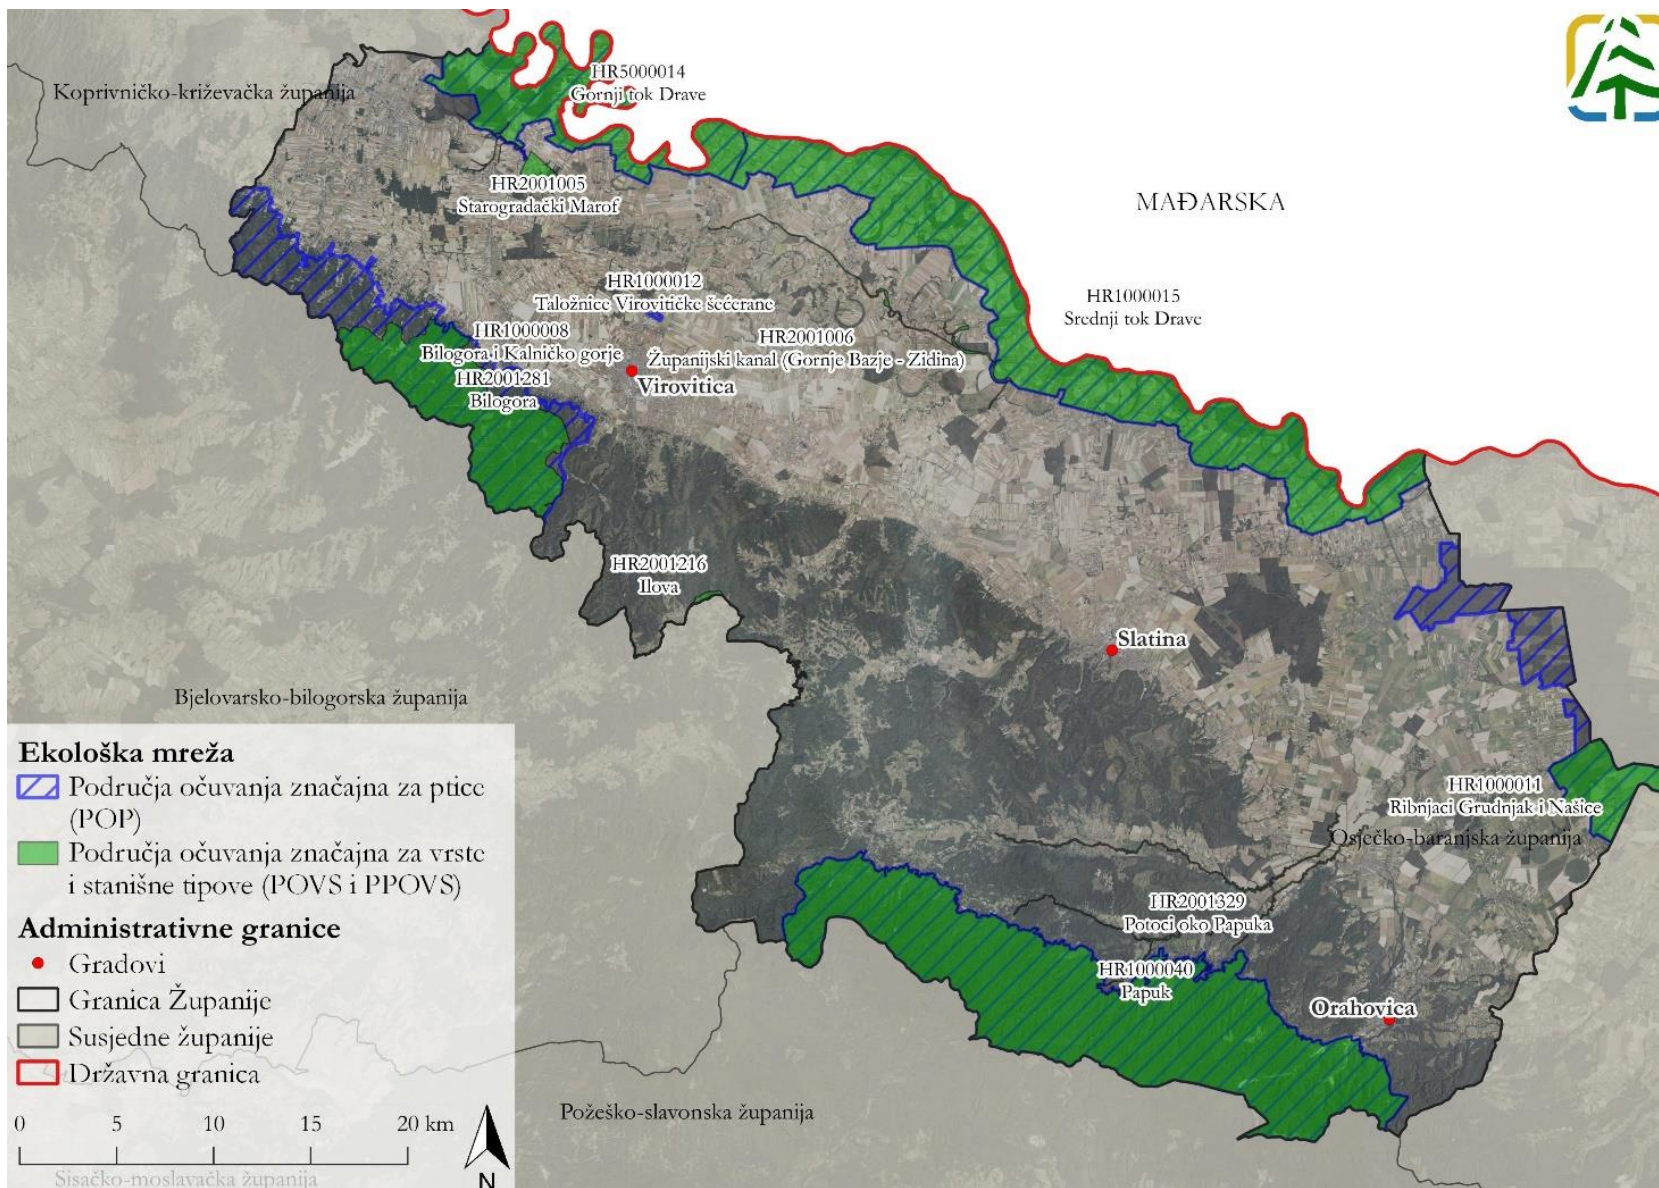 Koprivničko-križevačka županija
HR5000014
Gornji tok Drave
HR2001005
Starogradački Marof
MAĐARSKA
HR1000012
Taložnice Virovitičke šećerane
HR1000015
Srednji tok Drave
HR1000008
Bilogora i Kalničko gorje
HR2001006
Županijski kanal (Gornje Bazje - Zidina)
HR2001281
Bilogora
Virovitica
HR2001216
Ilova
Slatina
Bjelovarsko-bilogorska županija
HR1000011
Ribnjaci Grudnjak i Našice
Osječko-baranjska županija
HR2001329
Potoci oko Papuka
HR1000040
Papuk
Orahovica
Požeško-slavonska županija
Ekološka mreža
Područja očuvanja značajna za ptice
(POP)
Područja očuvanja značajna za vrste
i stanišne tipove (POVS i PPOVS)
Administrativne granice
Gradovi
Granica Županije
Susjedne županije
Državna granica
0 5 10 15 20 km
N
Sisačko-moslavačka županija